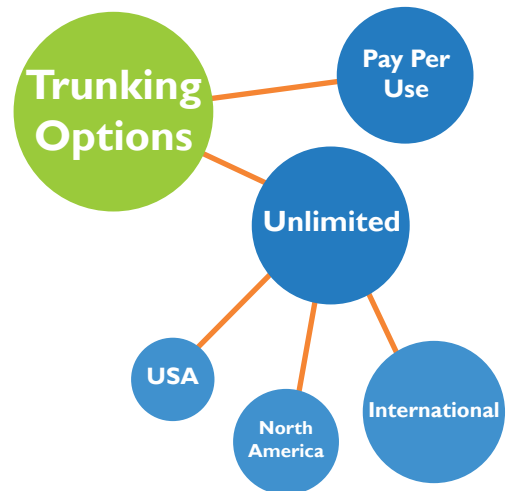 Trunking
Options
Pay Per
Use
Unlimited
USA
North
America
International